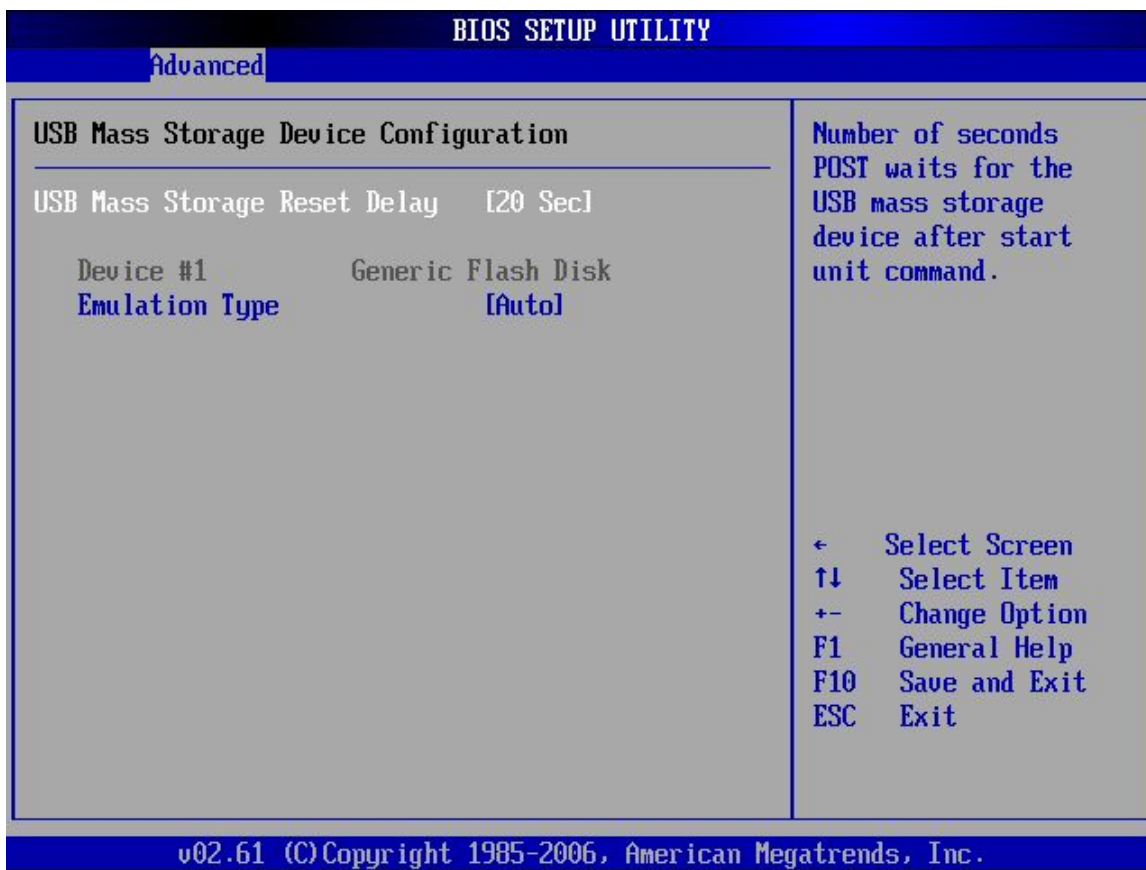 BIOS SETUP UTILITY
Advanced
USB Mass Storage Device Configuration
USB Mass Storage Reset Delay [20 Sec]
Device #1 Generic Flash Disk
Emulation Type [Auto]
Number of seconds
POST waits for the
USB mass storage
device after start
unit command.
← Select Screen
↑↓ Select Item
+- Change Option
F1 General Help
F10 Save and Exit
ESC Exit
v02.61 (C)Copyright 1985-2006, American Megatrends, Inc.